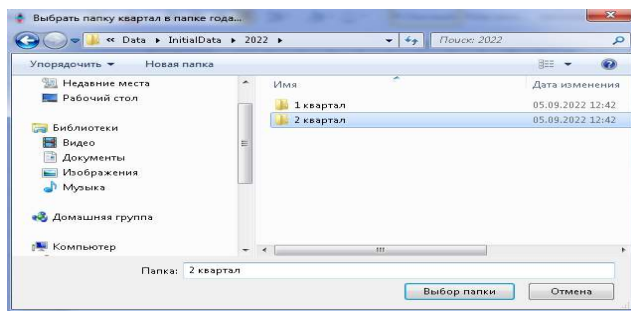 Выбрать папку квартал в папке года...
« Data InitialData 2022
Поиск: 2022
Упорядочить Новая папка
Недавние места
Рабочий стол
Библиотеки
Видео
Документы
Изображения
Музыка
Домашняя группа
Компьютер
Имя Дата изменения
1 квартал 05.09.2022 12:42
2 квартал 05.09.2022 12:42
Папка: 2 квартал
Выбор папки Отмена